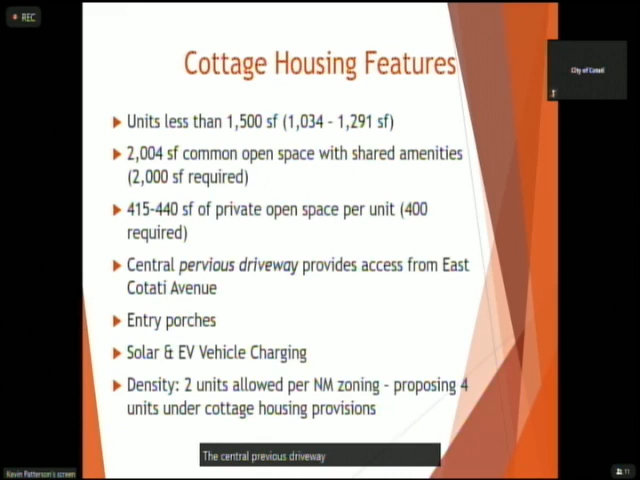 REC
Cottage Housing Features
City of Cotati
Units less than 1,500 sf (1,034 - 1,291 sf)
2,004 sf common open space with shared amenities
(2,000 sf required)
415-440 sf of private open space per unit (400
required)
Central pervious driveway provides access from East
Cotati Avenue
Entry porches
Solar & EV Vehicle Charging
Density: 2 units allowed per NM zoning - proposing 4
units under cottage housing provisions
The central previous driveway
Kevin Patterson's screen
11